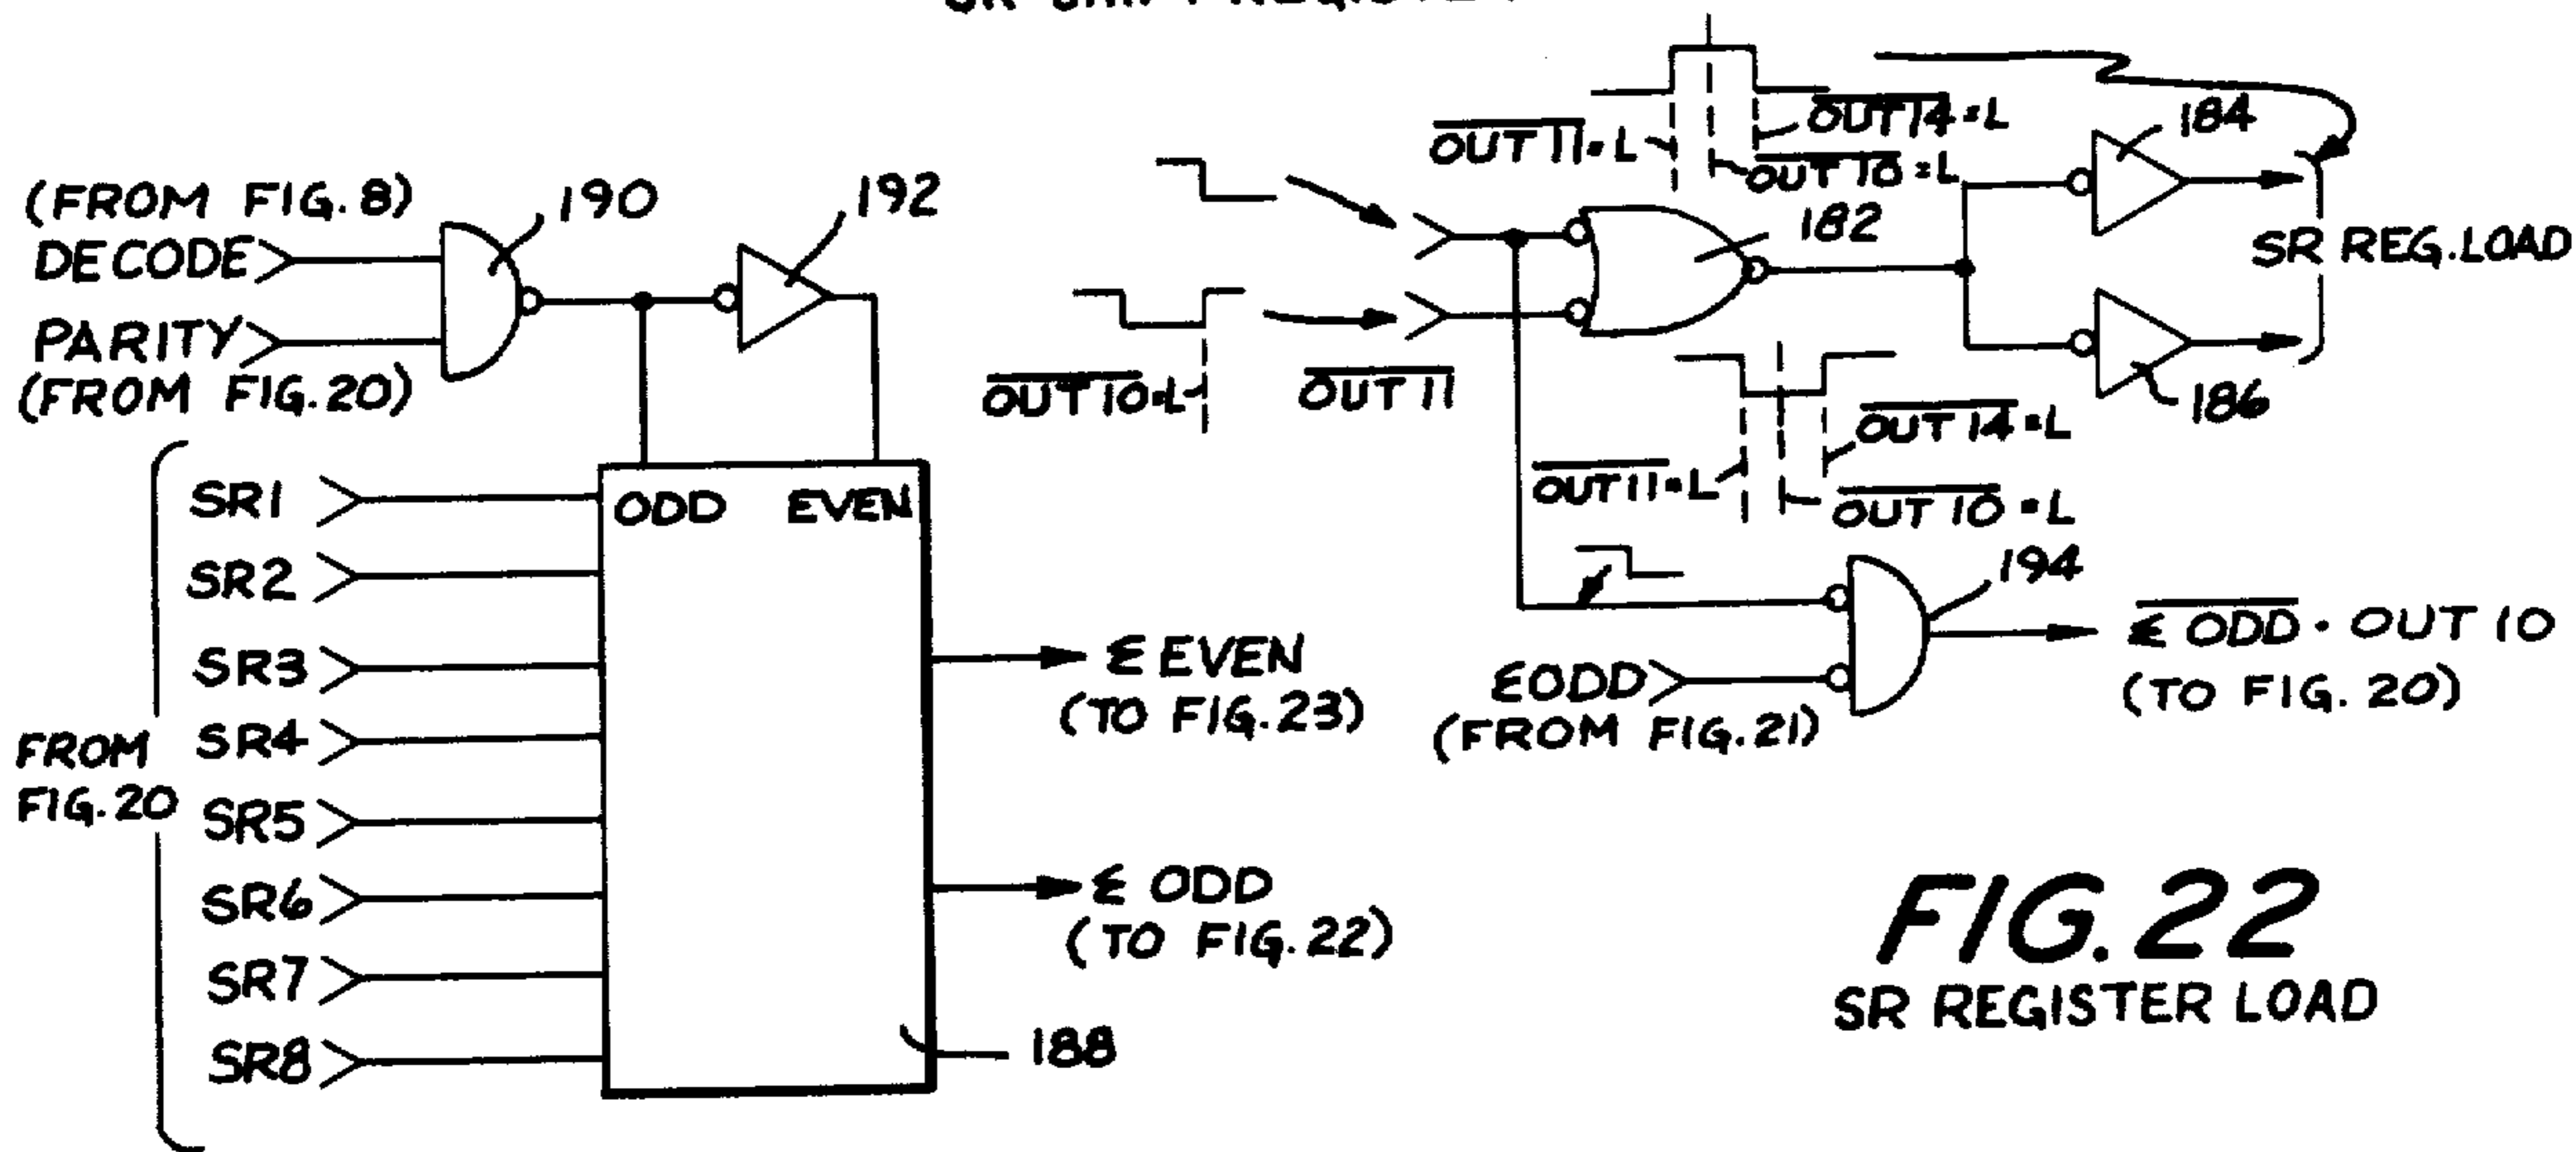 (FROM FIG. 8)
DECODE
190
192
PARITY
(FROM FIG. 20)
FROM
FIG. 20
SR1
SR2
SR3
SR4
SR5
SR6
SR7
SR8
ODD EVEN
Σ EVEN
(TO FIG. 23)
Σ ODD
(TO FIG. 22)
188
OUT 11 = L
OUT 14 = L
OUT 10 = L
182
184
SR REG. LOAD
186
OUT 10 = L
OUT 11
OUT 11 = L
OUT 14 = L
OUT 10 = L
194
Σ ODD · OUT 10
(TO FIG. 20)
ΣODD
(FROM FIG. 21)
FIG. 22
SR REGISTER LOAD